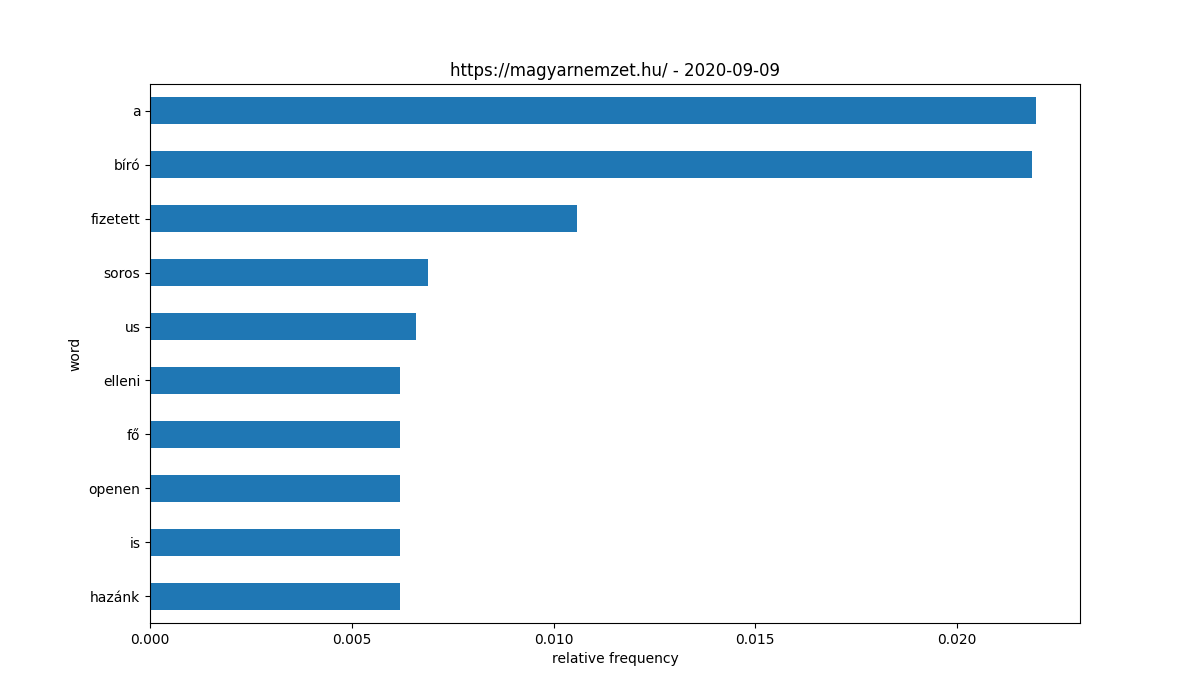 https://magyarnemzet.hu/ - 2020-09-09
a
bíró
fizetett
soros
us
elleni
fő
openen
is
hazánk
word
0.000 0.005 0.010 0.015 0.020
relative frequency